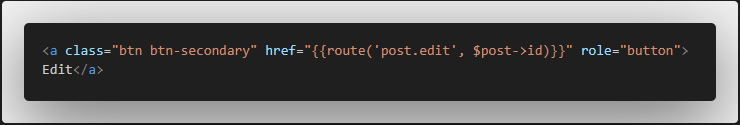 <a class="btn btn-secondary" href="{{route('post.edit', $post->id)}}" role="button">
Edit</a>